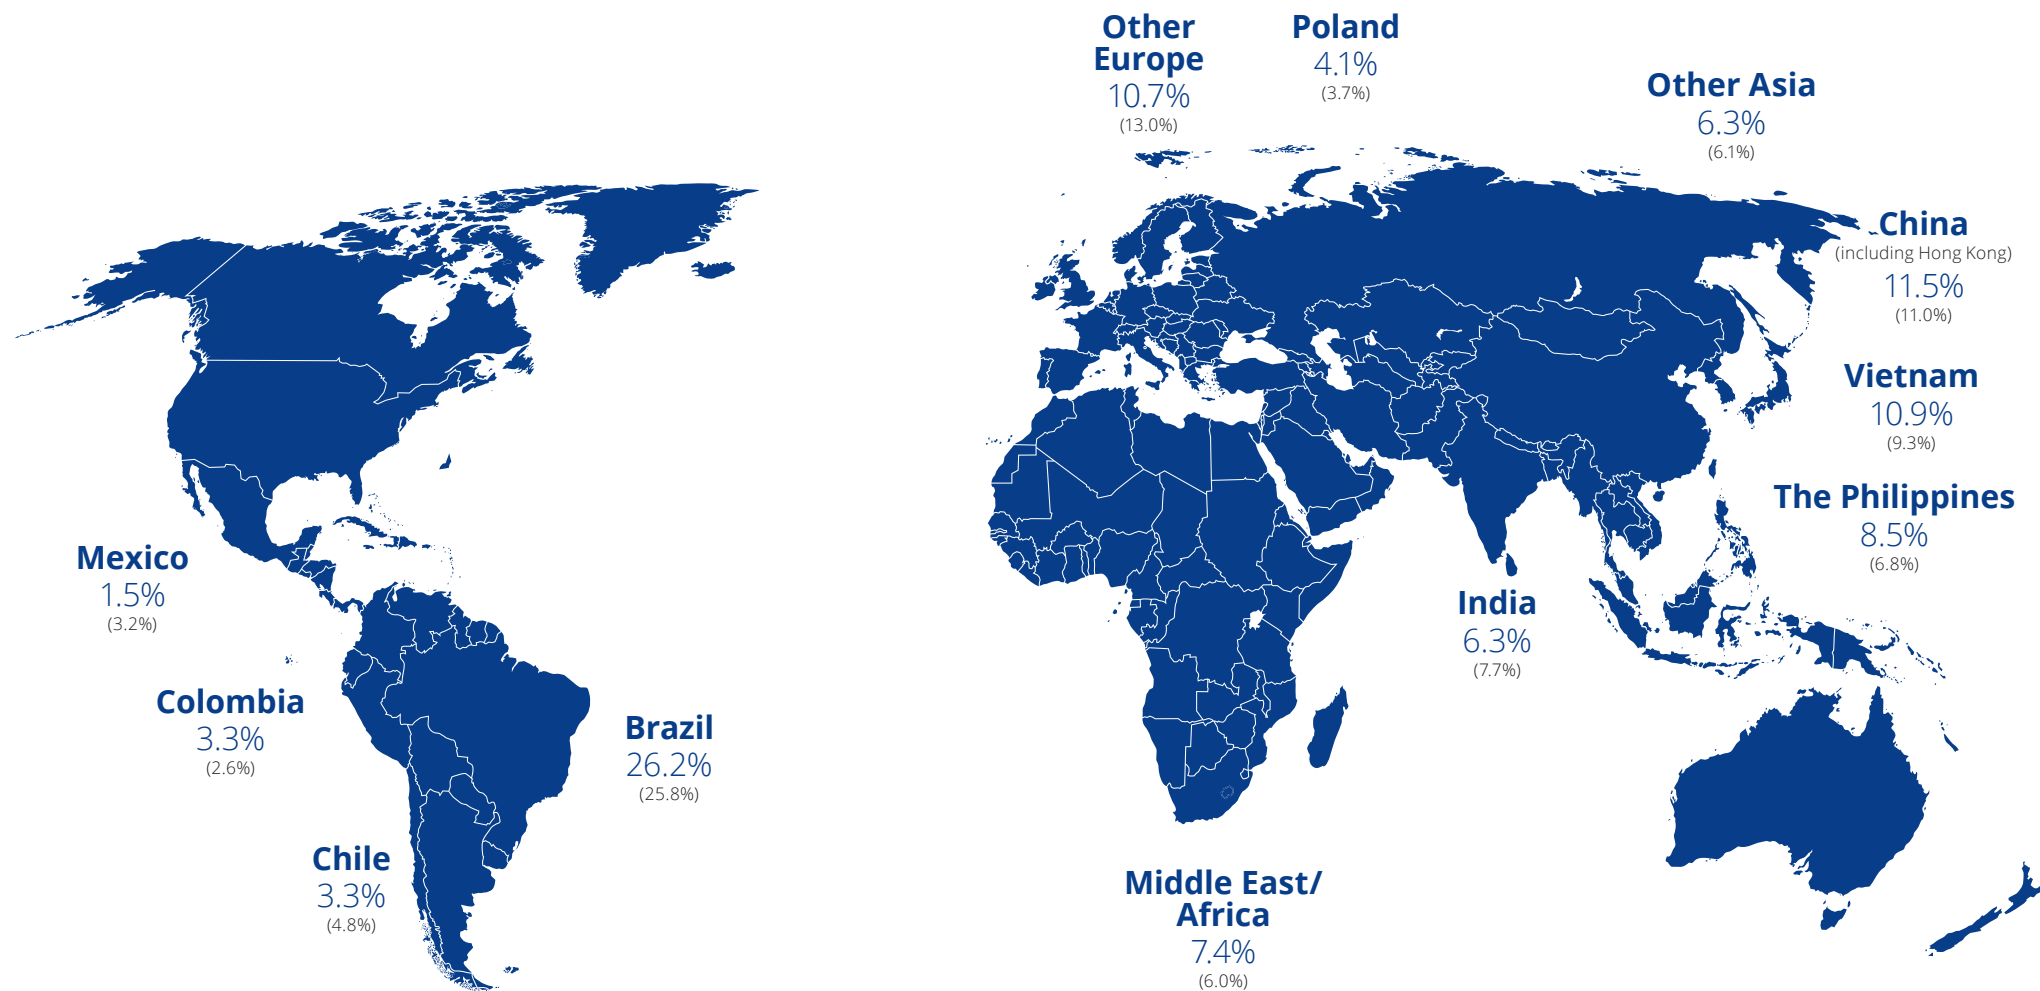 Other
Europe
10.7%
(13.0%)
Poland
4.1%
(3.7%)
Other Asia
6.3%
(6.1%)
China
(including Hong Kong)
11.5%
(11.0%)
Vietnam
10.9%
(9.3%)
The Philippines
8.5%
(6.8%)
India
6.3%
(7.7%)
Mexico
1.5%
(3.2%)
Colombia
3.3%
(2.6%)
Brazil
26.2%
(25.8%)
Chile
3.3%
(4.8%)
Middle East/
Africa
7.4%
(6.0%)